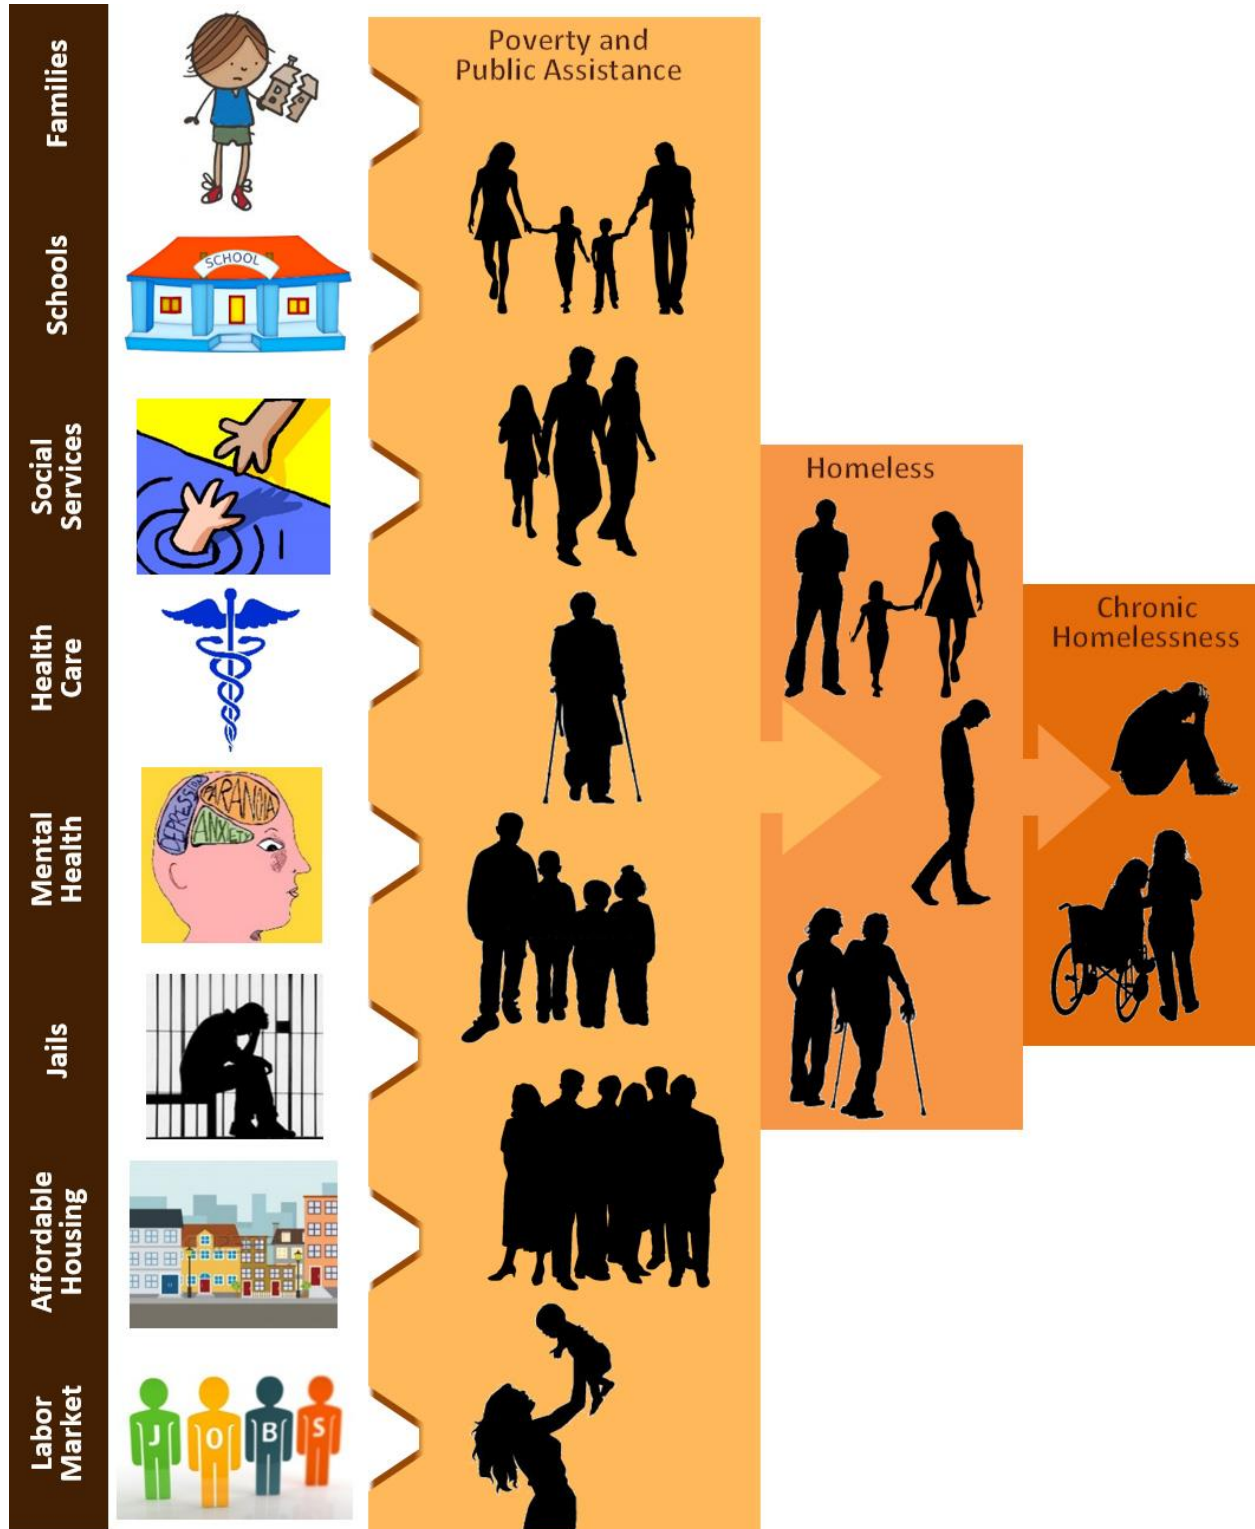 Families
Schools
Social
Services
Health
Care
Mental
Health
Jails
Affordable
Housing
Labor
Market
SCHOOL
DEPRESSION
PARANOIA
ANXIETY
J O B S
Poverty and
Public Assistance
Homeless
Chronic
Homelessness